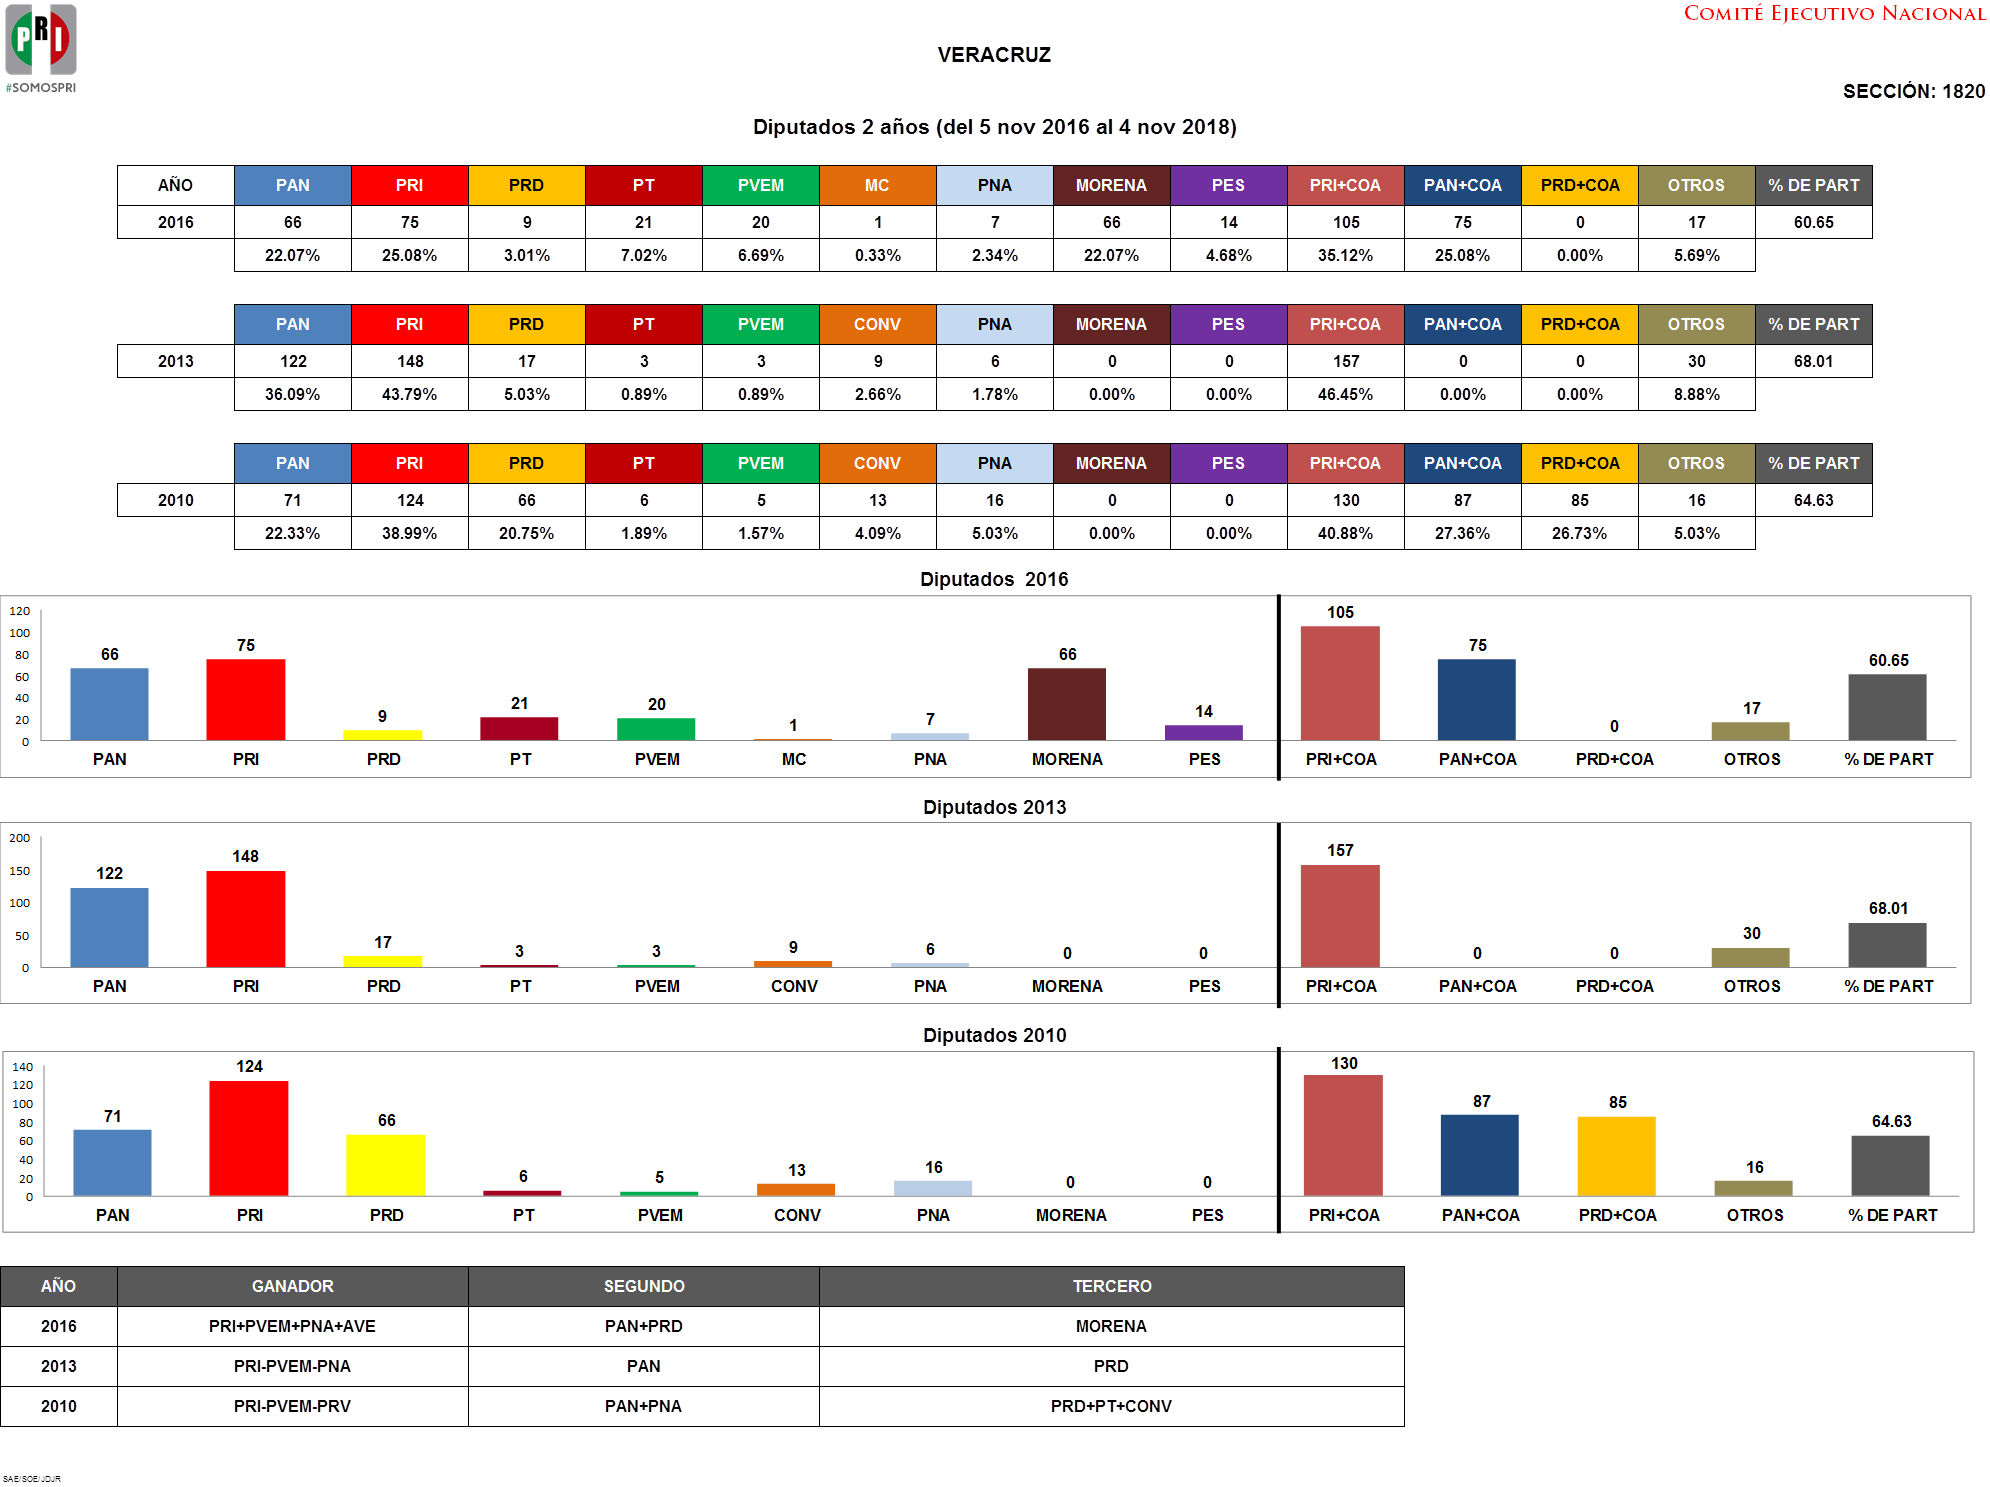 PRI
#SOMOSPRI
COMITÉ EJECUTIVO NACIONAL
VERACRUZ
SECCIÓN: 1820
Diputados 2 años (del 5 nov 2016 al 4 nov 2018)
AÑO PAN PRI PRD PT PVEM MC PNA MORENA PES PRI+COA PAN+COA PRD+COA OTROS % DE PART
2016 66 75 9 21 20 1 7 66 14 105 75 0 17 60.65
22.07% 25.08% 3.01% 7.02% 6.69% 0.33% 2.34% 22.07% 4.68% 35.12% 25.08% 0.00% 5.69%
PAN PRI PRD PT PVEM CONV PNA MORENA PES PRI+COA PAN+COA PRD+COA OTROS % DE PART
2013 122 148 17 3 3 9 6 0 0 157 0 0 30 68.01
36.09% 43.79% 5.03% 0.89% 0.89% 2.66% 1.78% 0.00% 0.00% 46.45% 0.00% 0.00% 8.88%
PAN PRI PRD PT PVEM CONV PNA MORENA PES PRI+COA PAN+COA PRD+COA OTROS % DE PART
2010 71 124 66 6 5 13 16 0 0 130 87 85 16 64.63
22.33% 38.99% 20.75% 1.89% 1.57% 4.09% 5.03% 0.00% 0.00% 40.88% 27.36% 26.73% 5.03%
Diputados 2016
120
100
80
60
40
20
0
66 75 9 21 20 1 7 66 14 105 75 0 17 60.65
PAN PRI PRD PT PVEM MC PNA MORENA PES PRI+COA PAN+COA PRD+COA OTROS % DE PART
Diputados 2013
200
150
100
50
0
122 148 17 3 3 9 6 0 0 157 0 0 30 68.01
PAN PRI PRD PT PVEM CONV PNA MORENA PES PRI+COA PAN+COA PRD+COA OTROS % DE PART
Diputados 2010
140
120
100
80
60
40
20
0
71 124 66 6 5 13 16 0 0 130 87 85 16 64.63
PAN PRI PRD PT PVEM CONV PNA MORENA PES PRI+COA PAN+COA PRD+COA OTROS % DE PART
AÑO GANADOR SEGUNDO TERCERO
2016 PRI+PVEM+PNA+AVE PAN+PRD MORENA
2013 PRI-PVEM-PNA PAN PRD
2010 PRI-PVEM-PRV PAN+PNA PRD+PT+CONV
SAE/SOE/JDJR